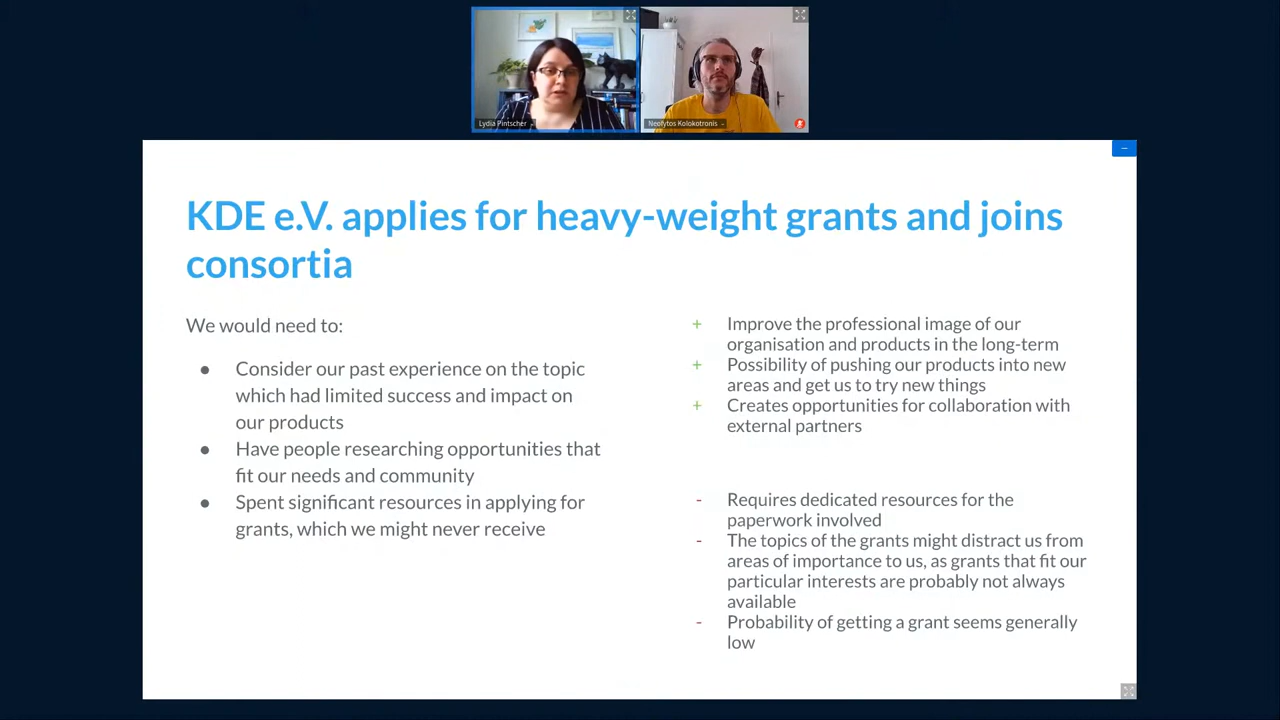 Lydia Pintscher
Neofytos Kolokotronis
KDE e.V. applies for heavy-weight grants and joins
consortia
We would need to:
● Consider our past experience on the topic
which had limited success and impact on
our products
● Have people researching opportunities that
fit our needs and community
● Spent significant resources in applying for
grants, which we might never receive
+ Improve the professional image of our
organisation and products in the long-term
+ Possibility of pushing our products into new
areas and get us to try new things
+ Creates opportunities for collaboration with
external partners
- Requires dedicated resources for the
paperwork involved
- The topics of the grants might distract us from
areas of importance to us, as grants that fit our
particular interests are probably not always
available
- Probability of getting a grant seems generally
low